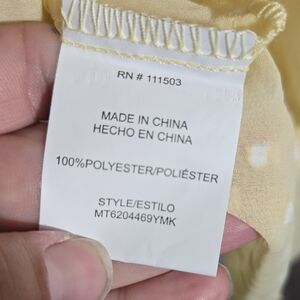 RN # 111503
MADE IN CHINA
HECHO EN CHINA
100%POLYESTER/POLIÉSTER
STYLE/ESTILO
MT6204469YMK